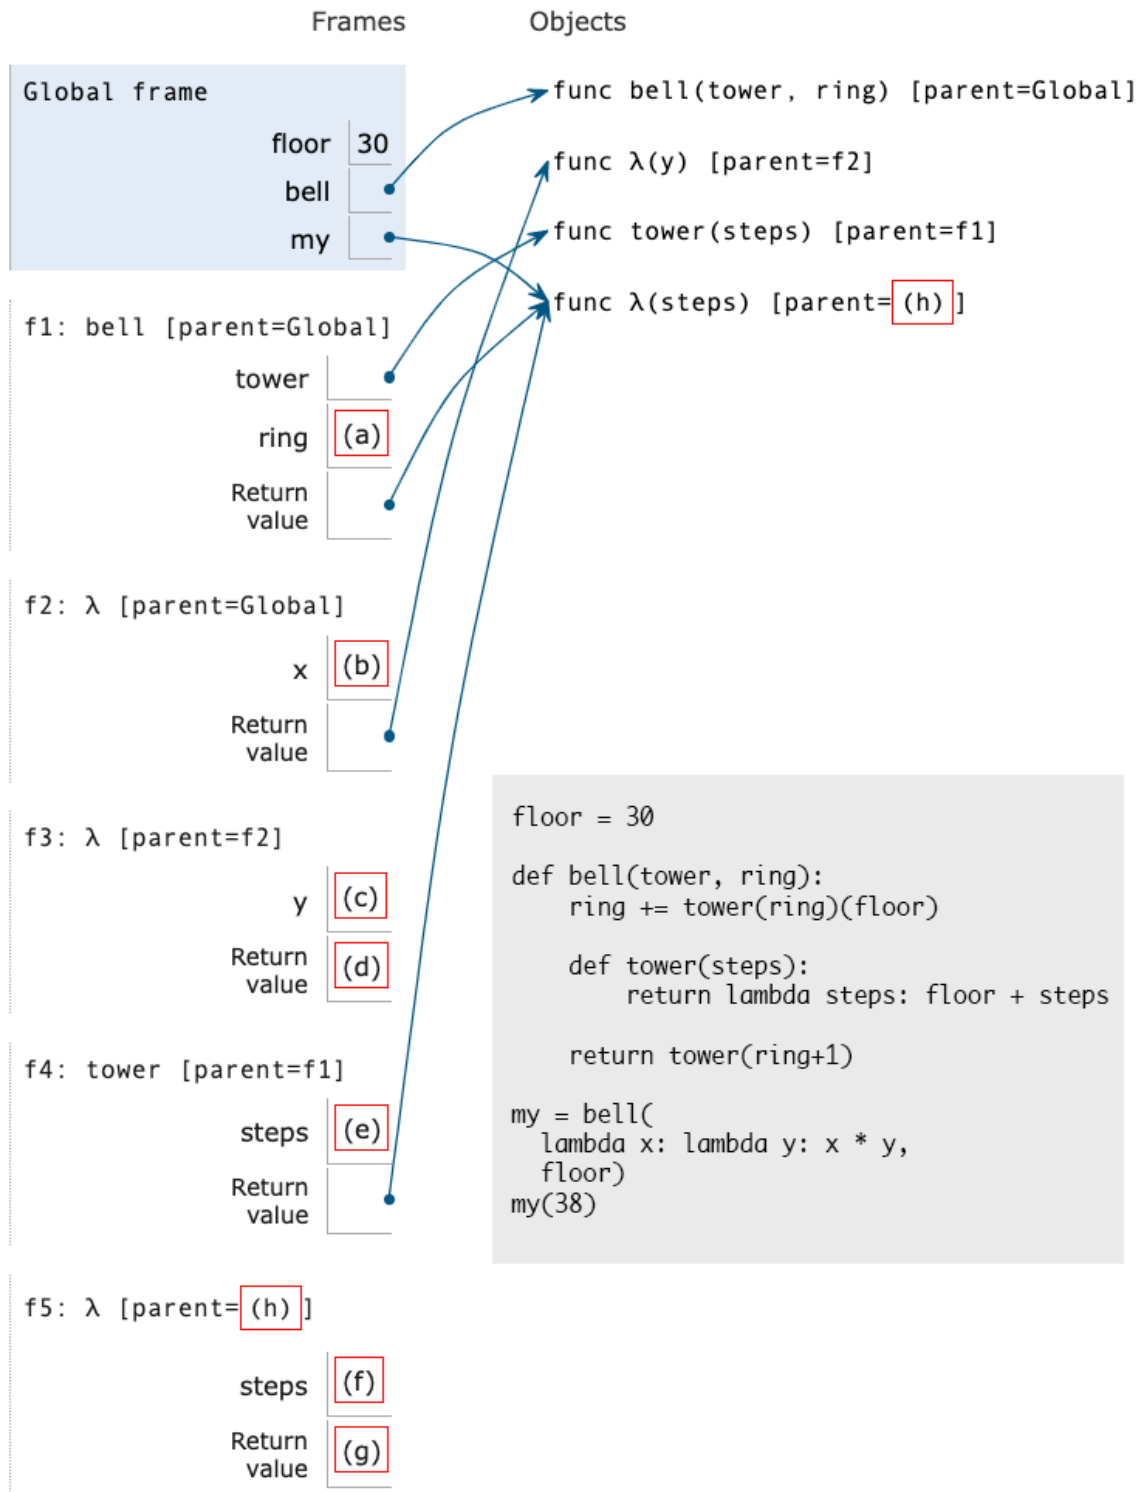 Frames Objects
Global frame
floor 30
bell
my
func bell(tower, ring) [parent=Global]
func λ(y) [parent=f2]
func tower(steps) [parent=f1]
func λ(steps) [parent=(h)]
f1: bell [parent=Global]
tower
ring (a)
Return
value
f2: λ [parent=Global]
x (b)
Return
value
f3: λ [parent=f2]
y (c)
Return
value (d)
f4: tower [parent=f1]
steps (e)
Return
value
f5: λ [parent=(h)]
steps (f)
Return
value (g)
floor = 30
def bell(tower, ring):
    ring += tower(ring)(floor)
    def tower(steps):
        return lambda steps: floor + steps
    return tower(ring+1)
my = bell(
  lambda x: lambda y: x * y,
  floor)
my(38)